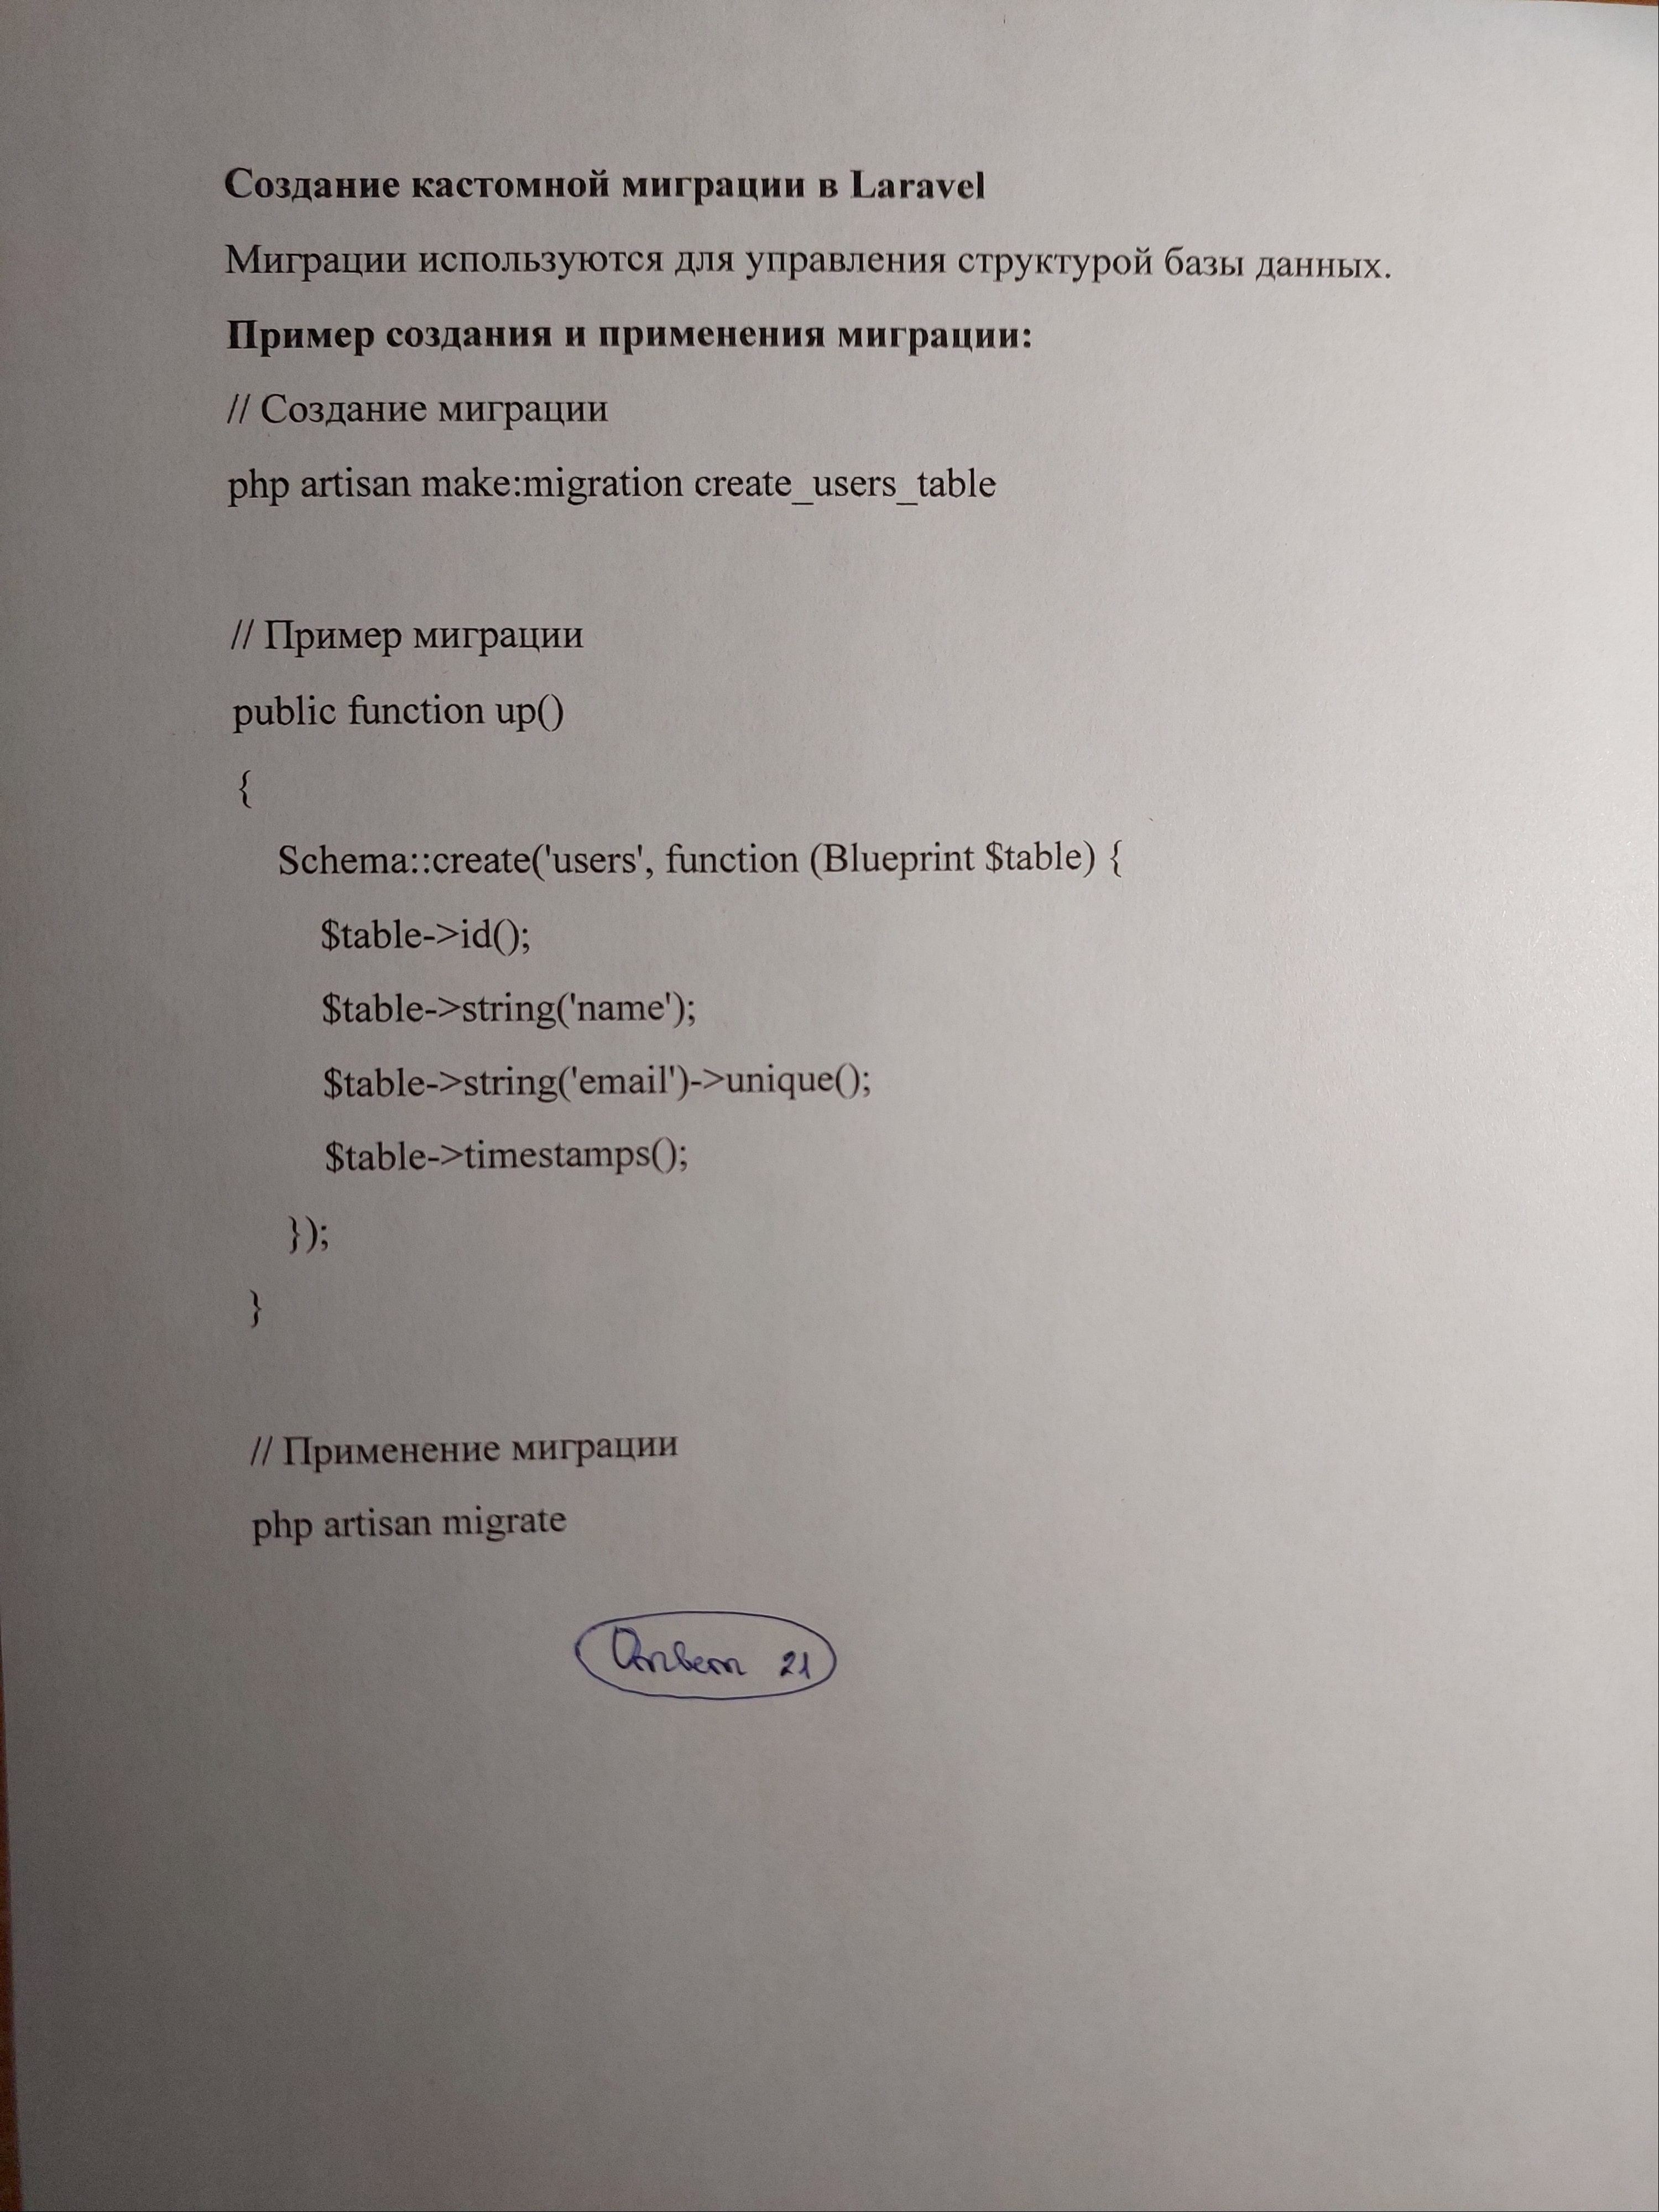 Создание кастомной миграции в Laravel
Миграции используются для управления структурой базы данных.
Пример создания и применения миграции:
// Создание миграции
php artisan make:migration create_users_table
// Пример миграции
public function up()
{
Schema::create('users', function (Blueprint $table) {
$table->id();
$table->string('name');
$table->string('email')->unique();
$table->timestamps();
});
}
// Применение миграции
php artisan migrate
Ответ 21